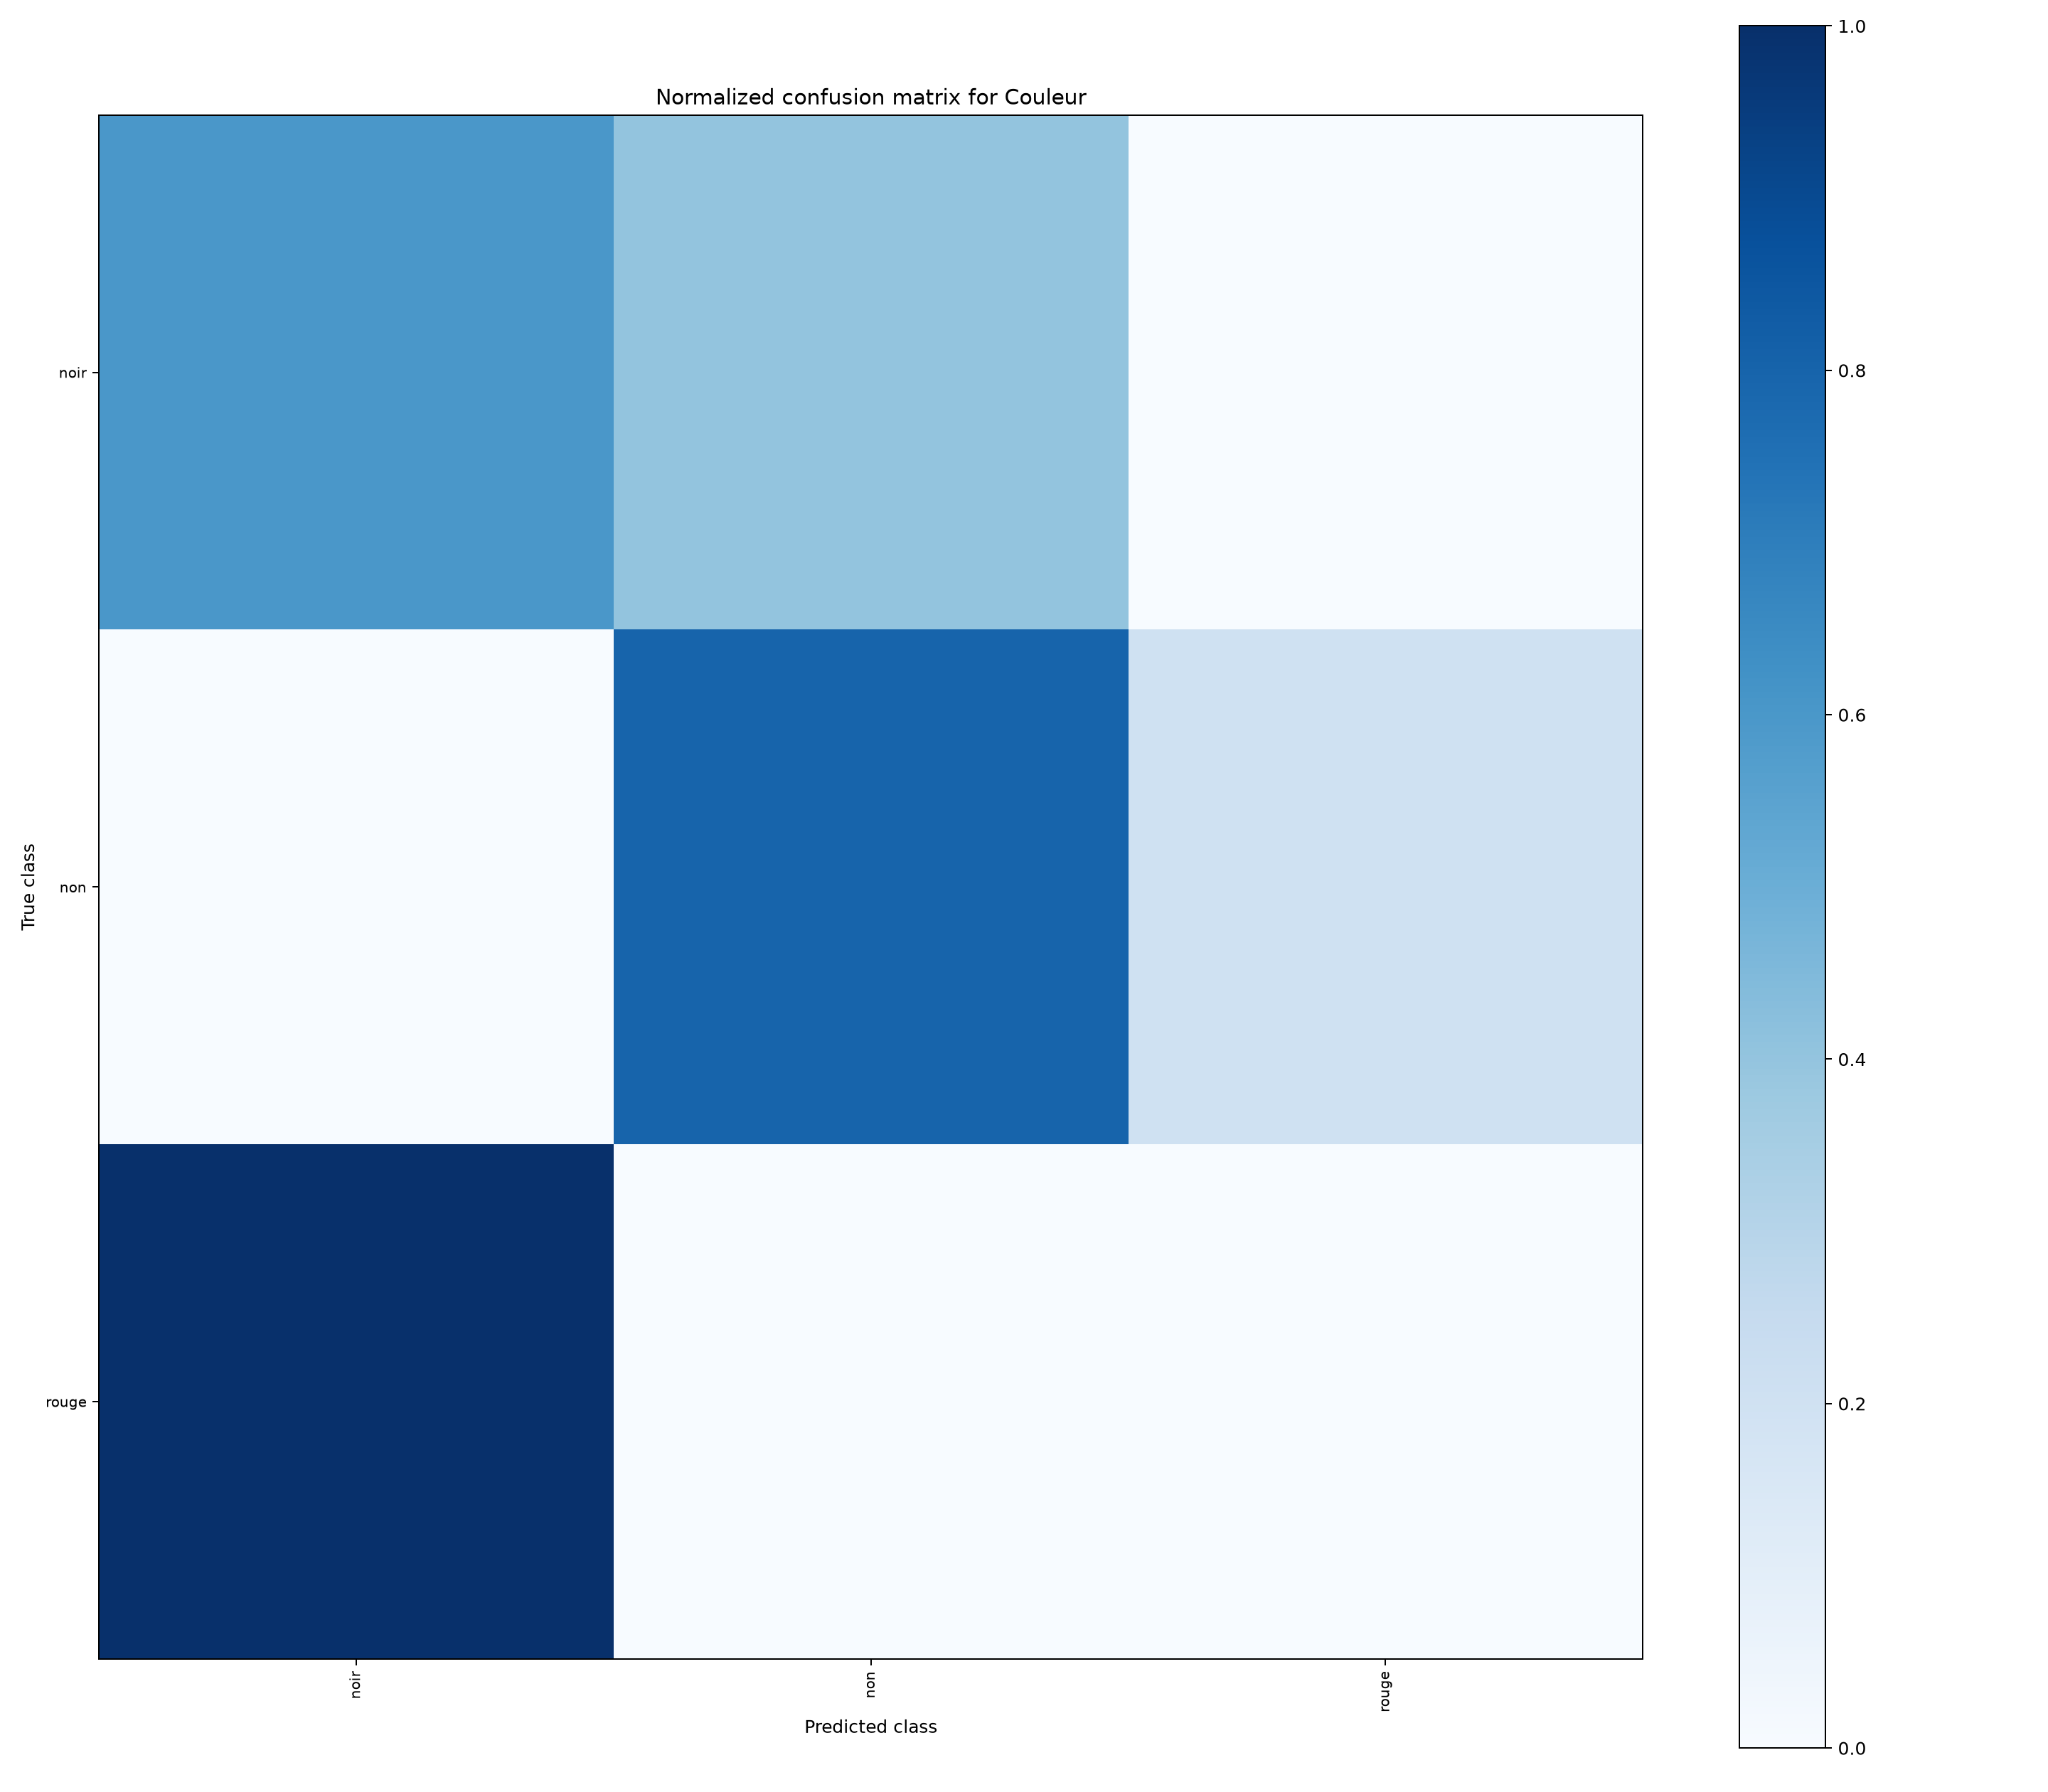 Normalized confusion matrix for Couleur
True class
noir
non
rouge
noir
non
rouge
Predicted class
1.0
0.8
0.6
0.4
0.2
0.0